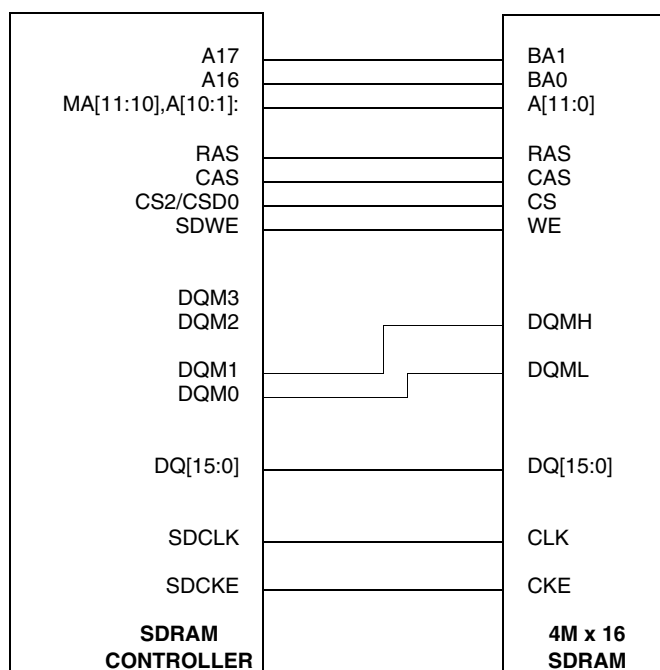 A17 BA1
A16 BA0
MA[11:10],A[10:1]: A[11:0]
RAS RAS
CAS CAS
CS2/CSD0 CS
SDWE WE
DQM3
DQM2 DQMH
DQM1 DQML
DQM0
DQ[15:0] DQ[15:0]
SDCLK CLK
SDCKE CKE
SDRAM 4M x 16
CONTROLLER SDRAM